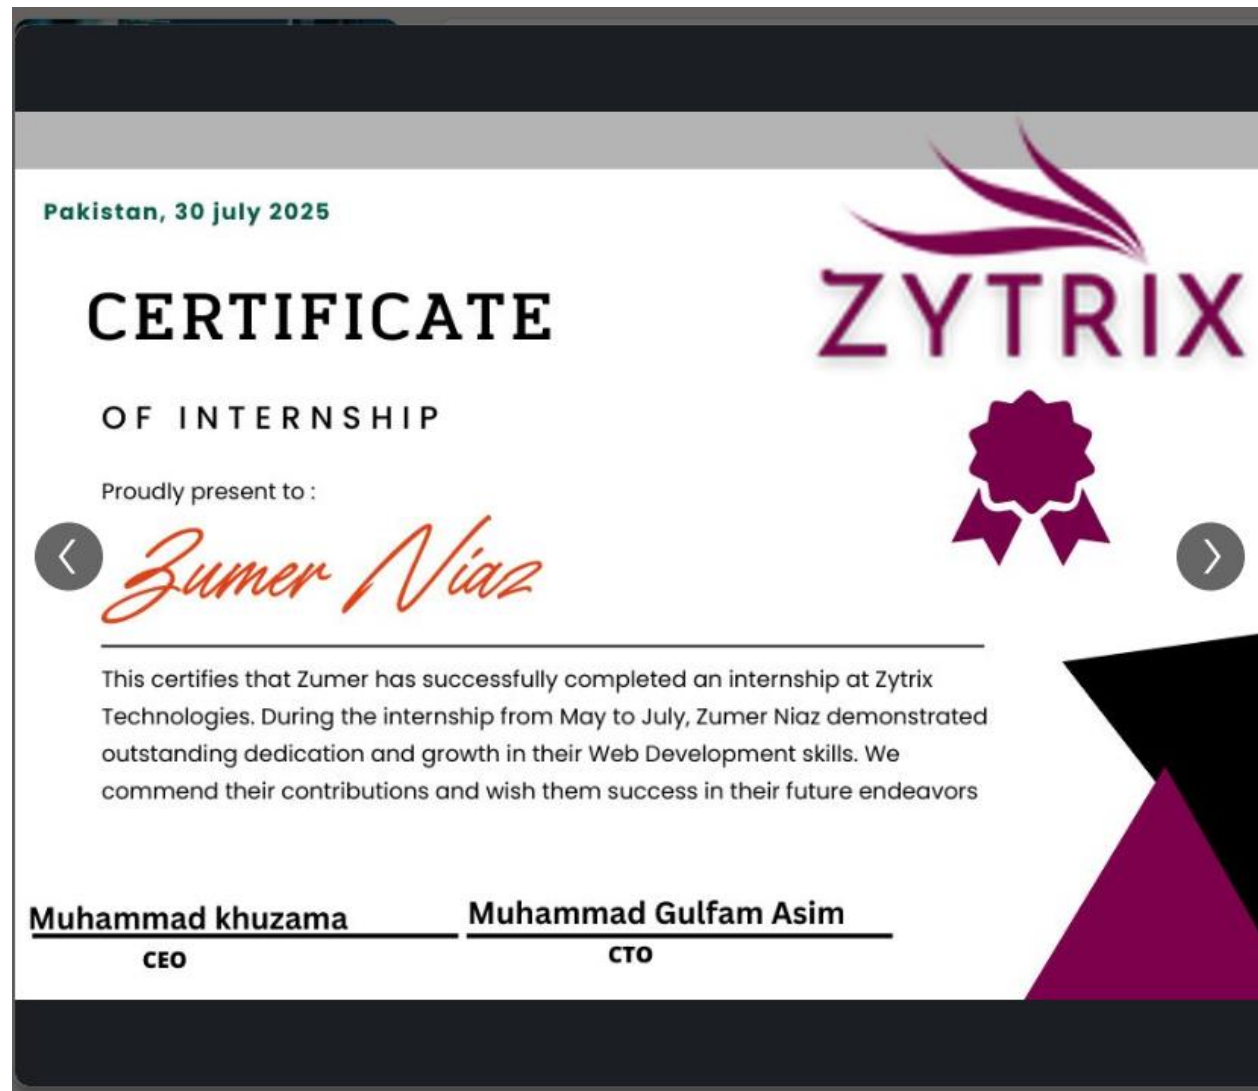 Pakistan, 30 july 2025
ZYTRIX
CERTIFICATE
OF INTERNSHIP
Proudly present to :
Zumer Niaz
This certifies that Zumer has successfully completed an internship at Zytrix
Technologies. During the internship from May to July, Zumer Niaz demonstrated
outstanding dedication and growth in their Web Development skills. We
commend their contributions and wish them success in their future endeavors
Muhammad khuzama
CEO
Muhammad Gulfam Asim
CTO